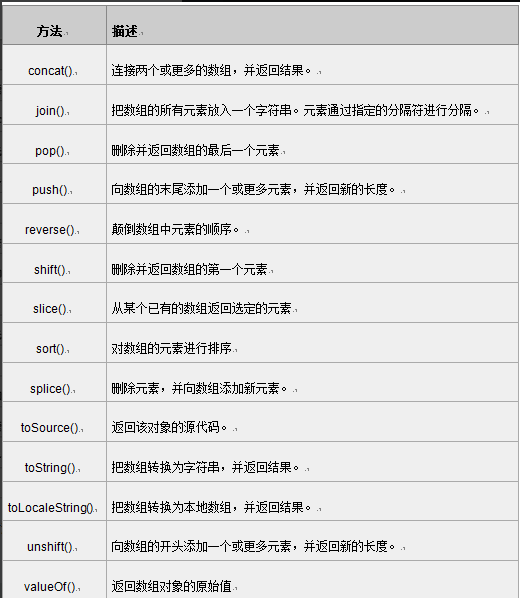 方法 描述
concat() 连接两个或更多的数组，并返回结果。
join() 把数组的所有元素放入一个字符串。元素通过指定的分隔符进行分隔。
pop() 删除并返回数组的最后一个元素
push() 向数组的末尾添加一个或更多元素，并返回新的长度。
reverse() 颠倒数组中元素的顺序。
shift() 删除并返回数组的第一个元素
slice() 从某个已有的数组返回选定的元素
sort() 对数组的元素进行排序
splice() 删除元素，并向数组添加新元素。
toSource() 返回该对象的源代码。
toString() 把数组转换为字符串，并返回结果。
toLocaleString() 把数组转换为本地数组，并返回结果。
unshift() 向数组的开头添加一个或更多元素，并返回新的长度。
valueOf() 返回数组对象的原始值